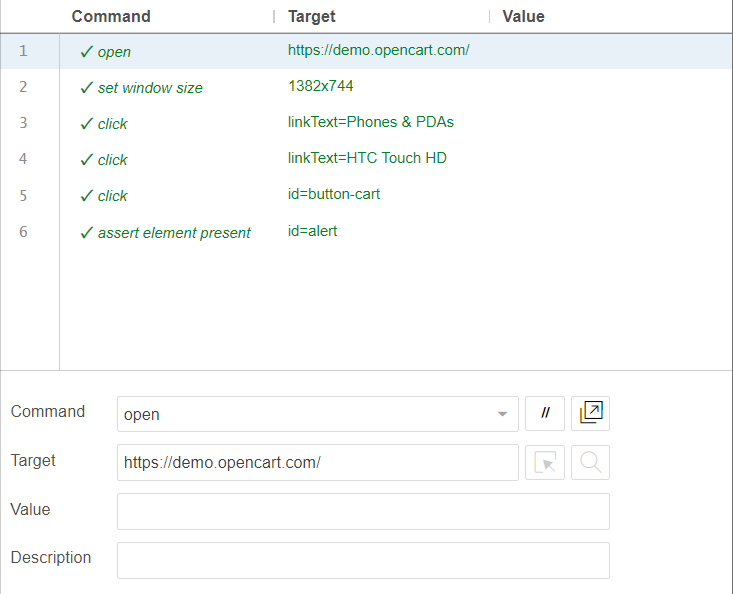 Command Target Value
1 ✓ open https://demo.opencart.com/
2 ✓ set window size 1382x744
3 ✓ click linkText=Phones & PDAs
4 ✓ click linkText=HTC Touch HD
5 ✓ click id=button-cart
6 ✓ assert element present id=alert
Command open //
Target https://demo.opencart.com/
Value
Description